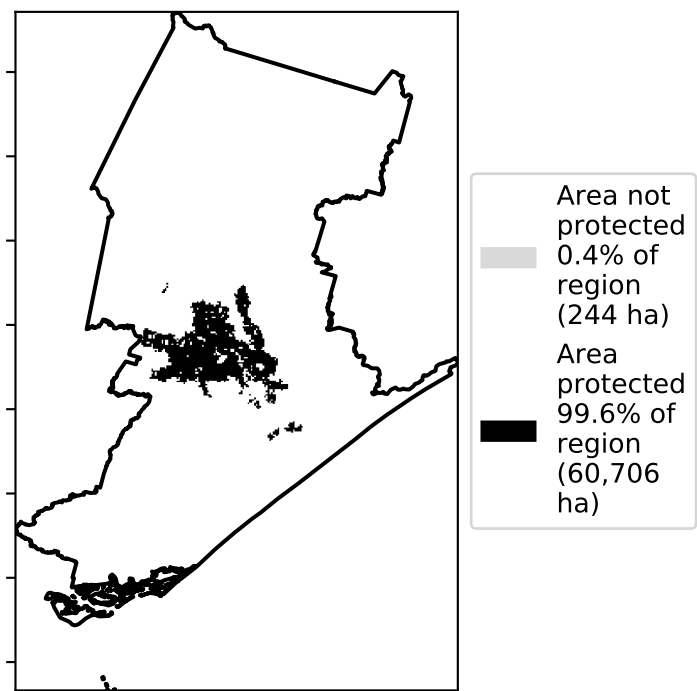 Area not
protected
0.4% of
region
(244 ha)
Area
protected
99.6% of
region
(60,706
ha)